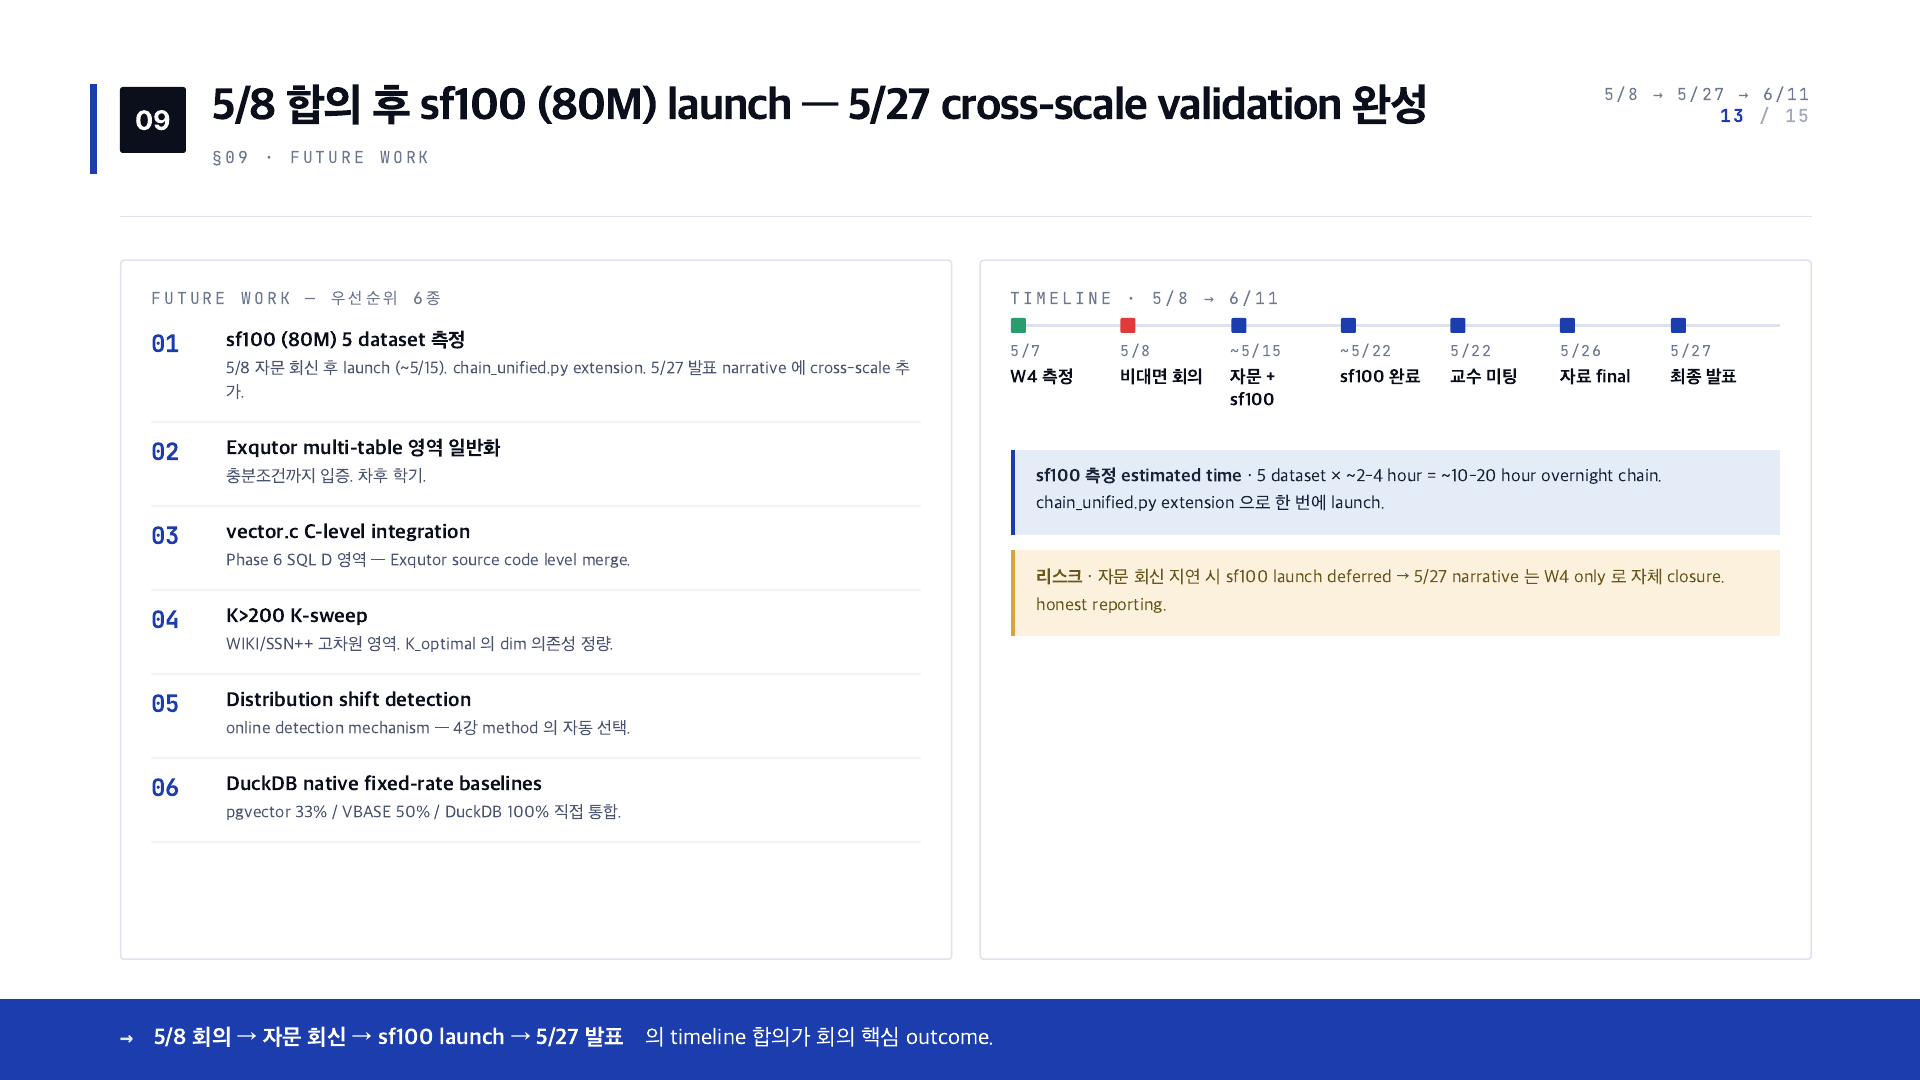 09
5/8 합의 후 sf100 (80M) launch — 5/27 cross-scale validation 완성
§09 · FUTURE WORK
5/8 → 5/27 → 6/11
13 / 15
FUTURE WORK — 우선순위 6종
01
sf100 (80M) 5 dataset 측정
5/8 자문 회신 후 launch (~5/15). chain_unified.py extension. 5/27 발표 narrative 에 cross-scale 추
가.
02
Exqutor multi-table 영역 일반화
충분조건까지 입증. 차후 학기.
03
vector.c C-level integration
Phase 6 SQL D 영역 — Exqutor source code level merge.
04
K>200 K-sweep
WIKI/SSN++ 고차원 영역. K_optimal 의 dim 의존성 정량.
05
Distribution shift detection
online detection mechanism — 4강 method 의 자동 선택.
06
DuckDB native fixed-rate baselines
pgvector 33% / VBASE 50% / DuckDB 100% 직접 통합.
TIMELINE · 5/8 → 6/11
5/7
W4 측정
5/8
비대면 회의
~5/15
자문 +
sf100
~5/22
sf100 완료
5/22
교수 미팅
5/26
자료 final
5/27
최종 발표
sf100 측정 estimated time · 5 dataset × ~2-4 hour = ~10-20 hour overnight chain.
chain_unified.py extension 으로 한 번에 launch.
리스크 · 자문 회신 지연 시 sf100 launch deferred → 5/27 narrative 는 W4 only 로 자체 closure.
honest reporting.
→ 5/8 회의 → 자문 회신 → sf100 launch → 5/27 발표 의 timeline 합의가 회의 핵심 outcome.